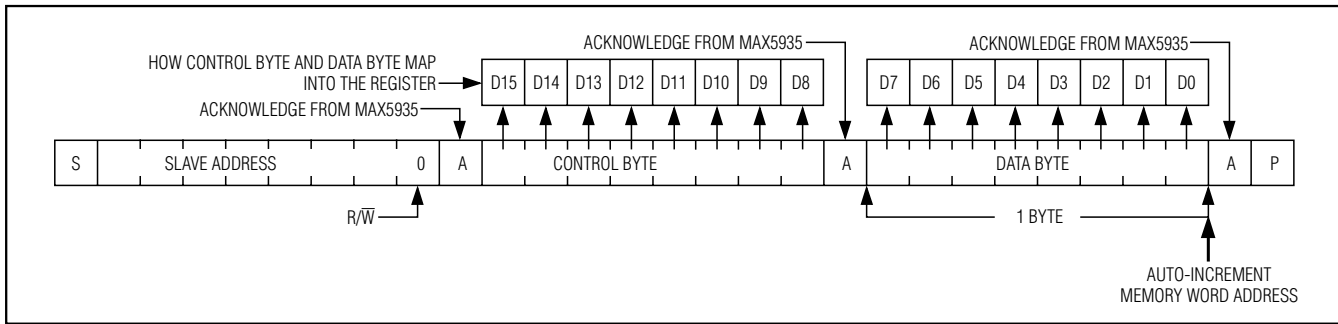 ACKNOWLEDGE FROM MAX5935
ACKNOWLEDGE FROM MAX5935
HOW CONTROL BYTE AND DATA BYTE MAP
INTO THE REGISTER
D15 D14 D13 D12 D11 D10 D9 D8
D7 D6 D5 D4 D3 D2 D1 D0
ACKNOWLEDGE FROM MAX5935
S SLAVE ADDRESS 0 A CONTROL BYTE A DATA BYTE A P
R/W̅
1 BYTE
AUTO-INCREMENT
MEMORY WORD ADDRESS